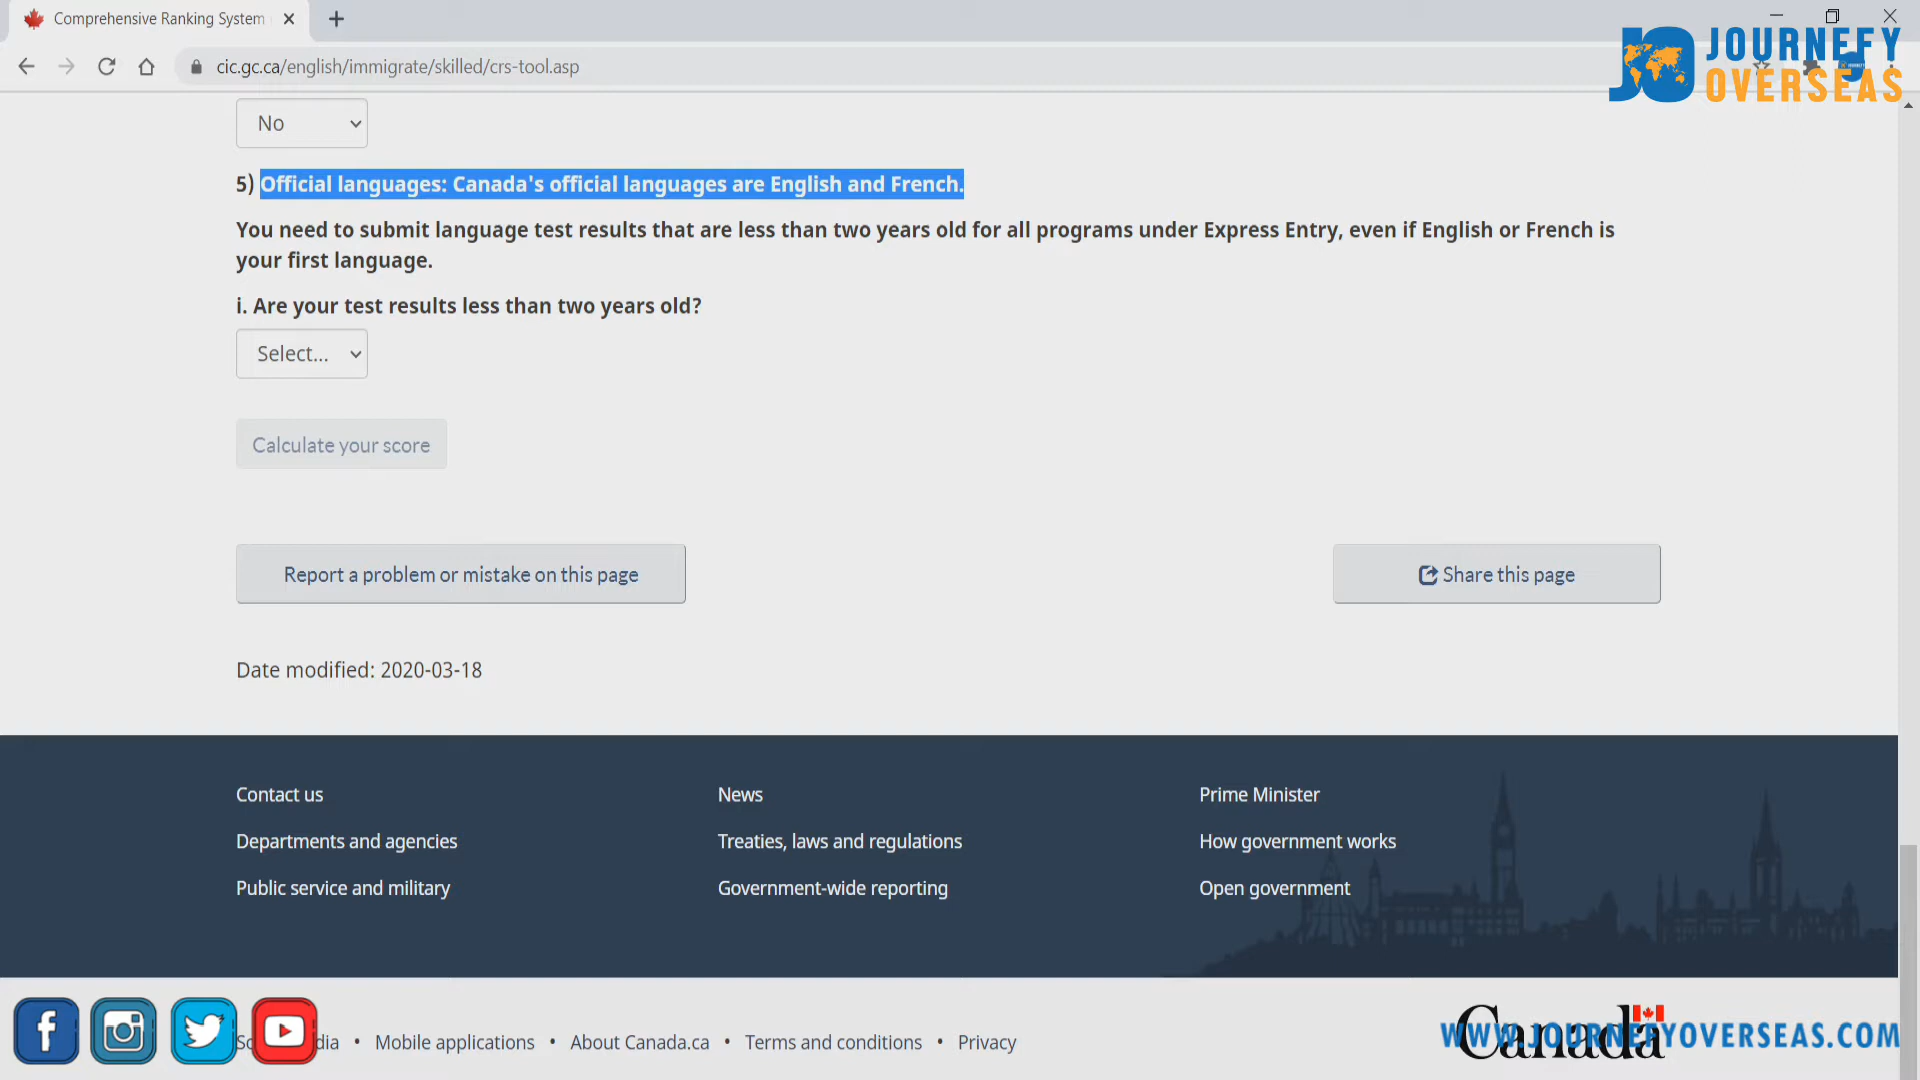 Comprehensive Ranking System
cic.gc.ca/english/immigrate/skilled/crs-tool.asp
JOURNEFY
OVERSEAS
No
5) Official languages: Canada's official languages are English and French.
You need to submit language test results that are less than two years old for all programs under Express Entry, even if English or French is
your first language.
i. Are your test results less than two years old?
Select...
Calculate your score
Report a problem or mistake on this page
Share this page
Date modified: 2020-03-18
Contact us
News
Prime Minister
Departments and agencies
Treaties, laws and regulations
How government works
Public service and military
Government-wide reporting
Open government
• Mobile applications • About Canada.ca • Terms and conditions • Privacy
Canada
WWW.JOURNEFYOVERSEAS.COM